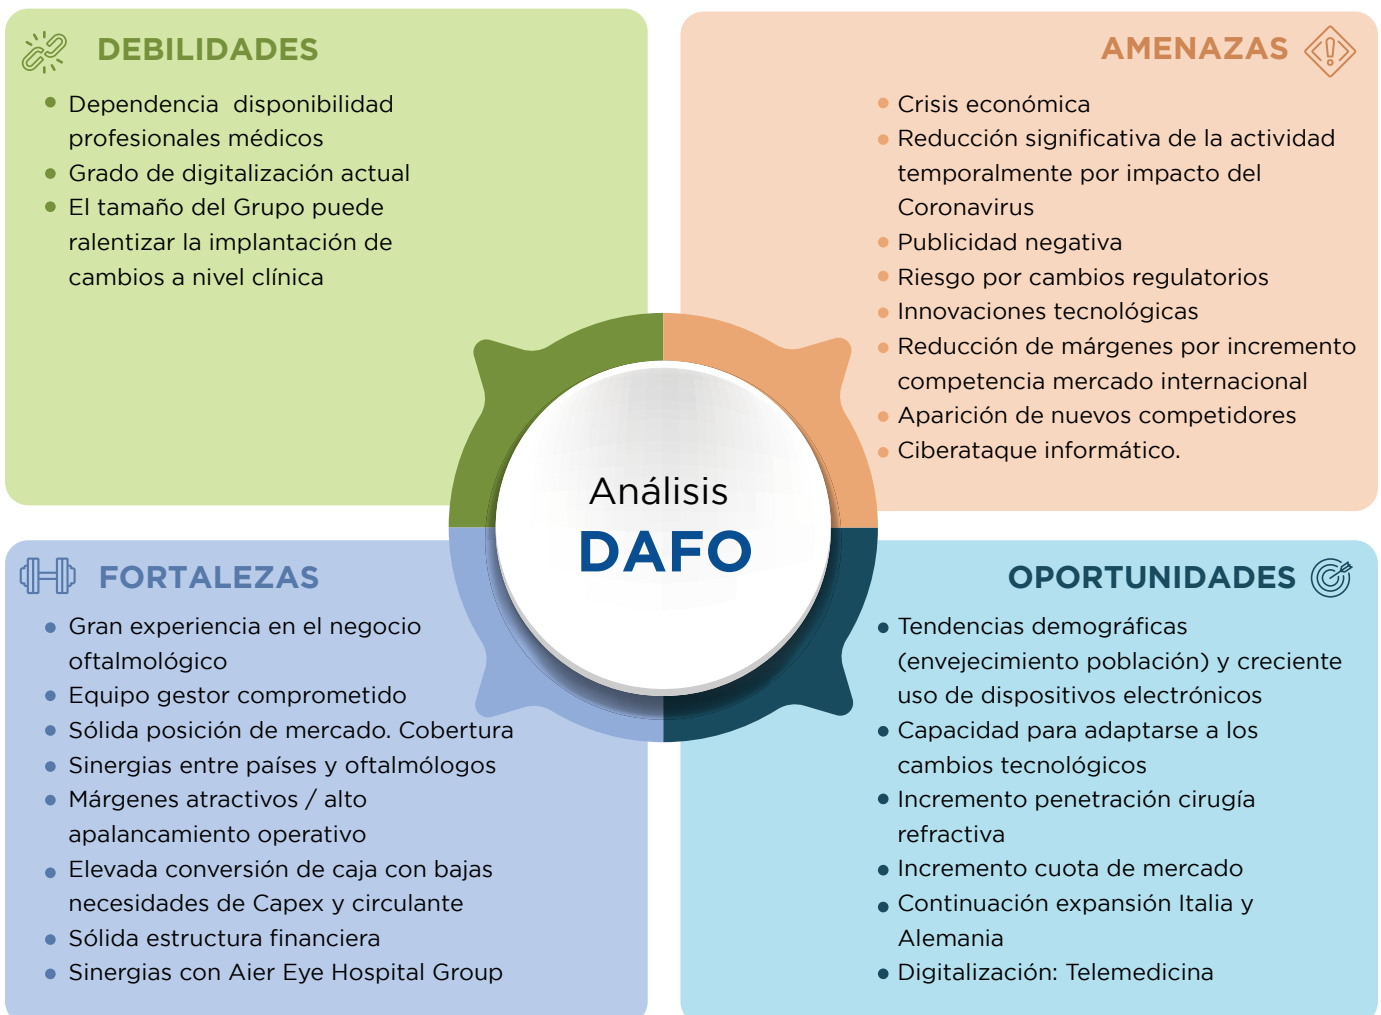 DEBILIDADES
Dependencia disponibilidad
profesionales médicos
Grado de digitalización actual
El tamaño del Grupo puede
ralentizar la implantación de
cambios a nivel clínica
AMENAZAS
Crisis económica
Reducción significativa de la actividad
temporalmente por impacto del
Coronavirus
Publicidad negativa
Riesgo por cambios regulatorios
Innovaciones tecnológicas
Reducción de márgenes por incremento
competencia mercado internacional
Aparición de nuevos competidores
Ciberataque informático.
Análisis
DAFO
FORTALEZAS
Gran experiencia en el negocio
oftalmológico
Equipo gestor comprometido
Sólida posición de mercado. Cobertura
Sinergias entre países y oftalmólogos
Márgenes atractivos / alto
apalancamiento operativo
Elevada conversión de caja con bajas
necesidades de Capex y circulante
Sólida estructura financiera
Sinergias con Aier Eye Hospital Group
OPORTUNIDADES
Tendencias demográficas
(envejecimiento población) y creciente
uso de dispositivos electrónicos
Capacidad para adaptarse a los
cambios tecnológicos
Incremento penetración cirugía
refractiva
Incremento cuota de mercado
Continuación expansión Italia y
Alemania
Digitalización: Telemedicina